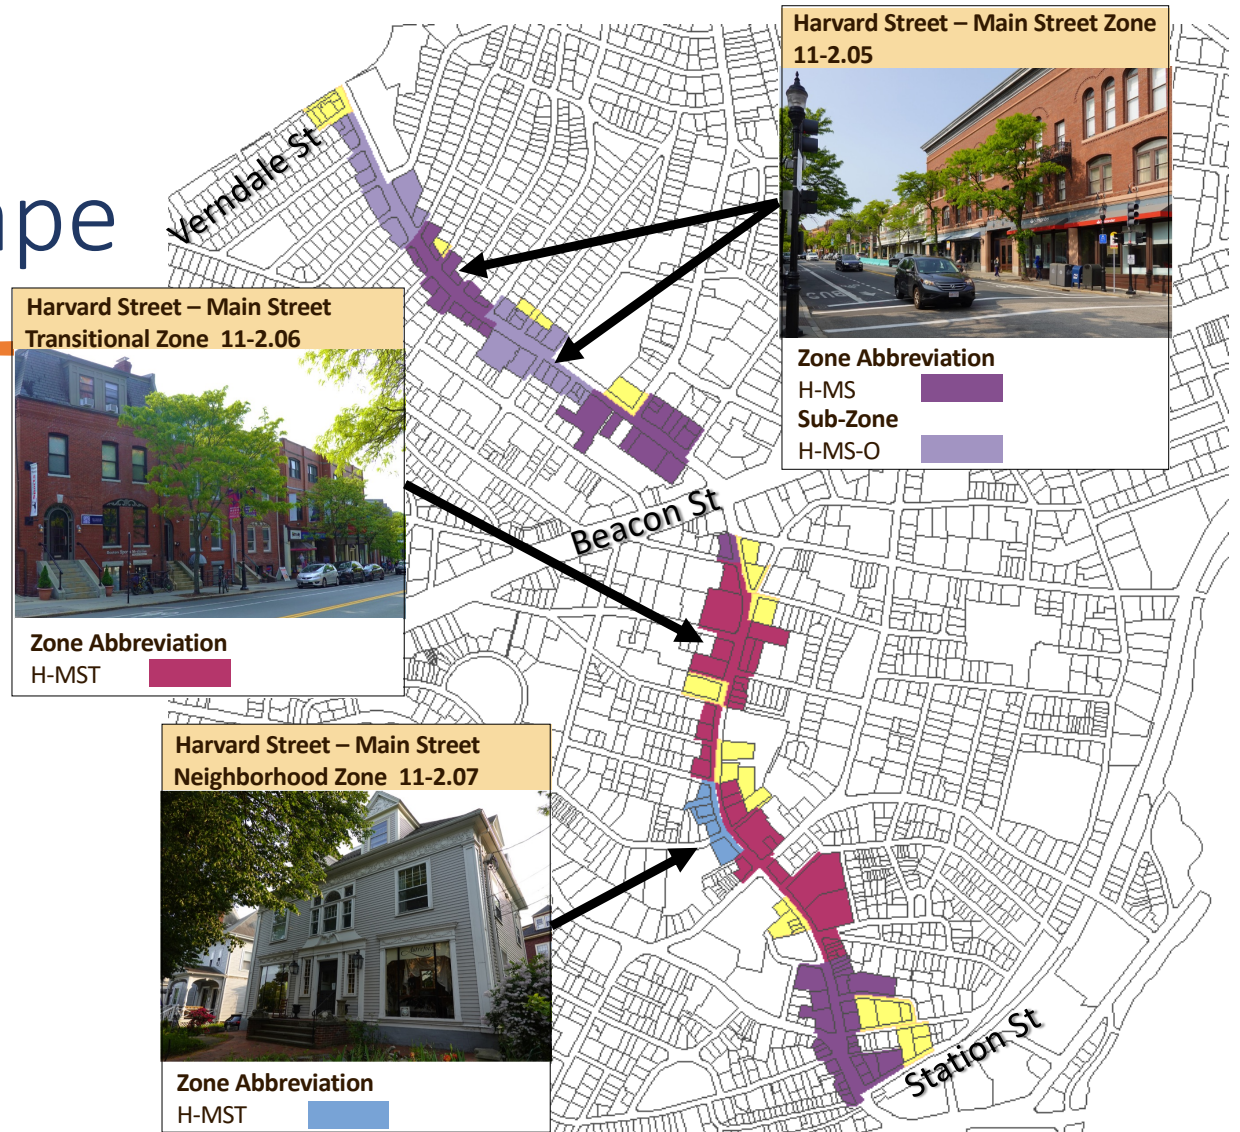 ape
Harvard Street – Main Street Zone
11-2.05
Zone Abbreviation
H-MS
Sub-Zone
H-MS-O
Verndale St
Harvard Street – Main Street
Transitional Zone 11-2.06
Zone Abbreviation
H-MST
Beacon St
Harvard Street – Main Street
Neighborhood Zone 11-2.07
Zone Abbreviation
H-MST
Station St